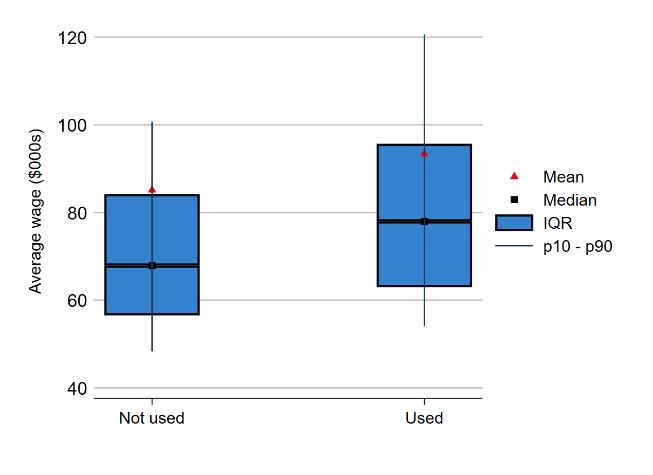 120
100
80
60
40
Average wage ($000s)
Not used
Used
Mean
Median
IQR
p10 - p90